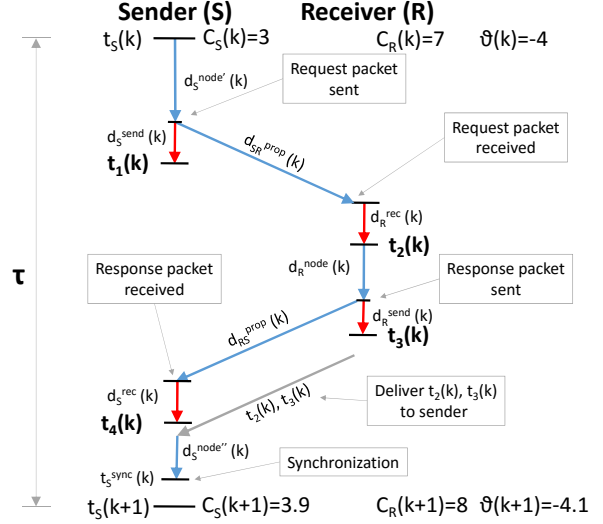 Sender (S) Receiver (R)
t_S(k) C_S(k)=3 C_R(k)=7 ϑ(k)=-4
d_S^node′ (k)
Request packet
sent
d_S^send (k)
t_1(k)
d_SR^prop (k)
Request packet
received
d_R^rec (k)
t_2(k)
τ
d_R^node (k)
Response packet
received
Response packet
sent
d_R^send (k)
t_3(k)
d_RS^prop (k)
d_S^rec (k)
t_4(k)
t_2(k), t_3(k)
Deliver t_2(k), t_3(k)
to sender
d_S^node′′ (k)
t_S^sync (k)
Synchronization
t_S(k+1) C_S(k+1)=3.9 C_R(k+1)=8 ϑ(k+1)=-4.1